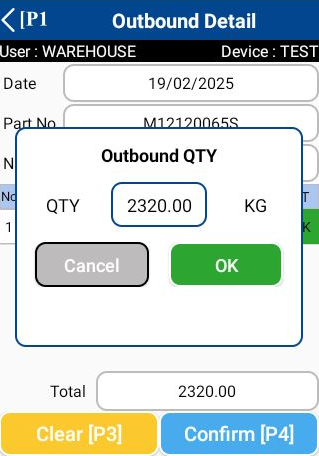 [P1 Outbound Detail
User : WAREHOUSE Device : TEST
Date 19/02/2025
Part No M12120065S
Outbound QTY
QTY 2320.00 KG
1
Cancel OK
Total 2320.00
Clear [P3] Confirm [P4]